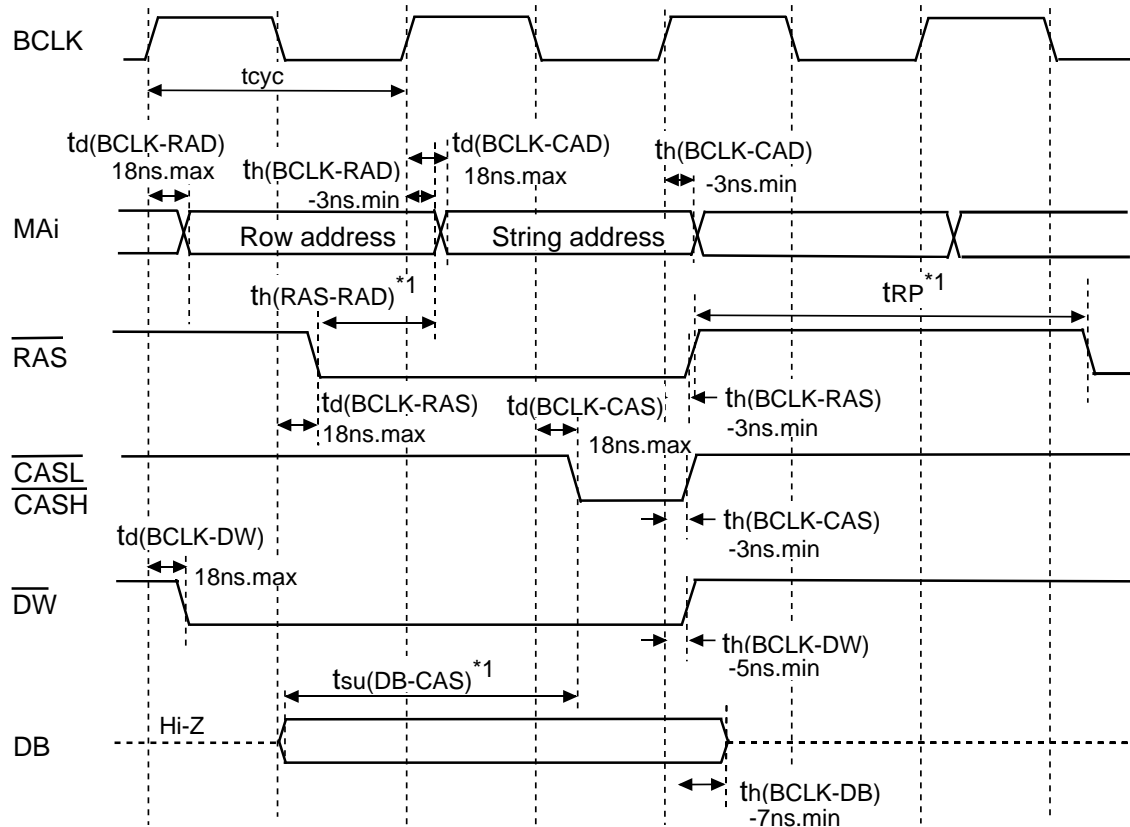 BCLK
tcyc
td(BCLK-RAD)
18ns.max
th(BCLK-RAD)
-3ns.min
td(BCLK-CAD)
18ns.max
th(BCLK-CAD)
-3ns.min
MAi
Row address
String address
th(RAS-RAD)*1
tRP*1
RAS
td(BCLK-RAS)
18ns.max
td(BCLK-CAS)
18ns.max
th(BCLK-RAS)
-3ns.min
CASL
CASH
th(BCLK-CAS)
-3ns.min
td(BCLK-DW)
18ns.max
DW
th(BCLK-DW)
-5ns.min
tsu(DB-CAS)*1
Hi-Z
DB
th(BCLK-DB)
-7ns.min